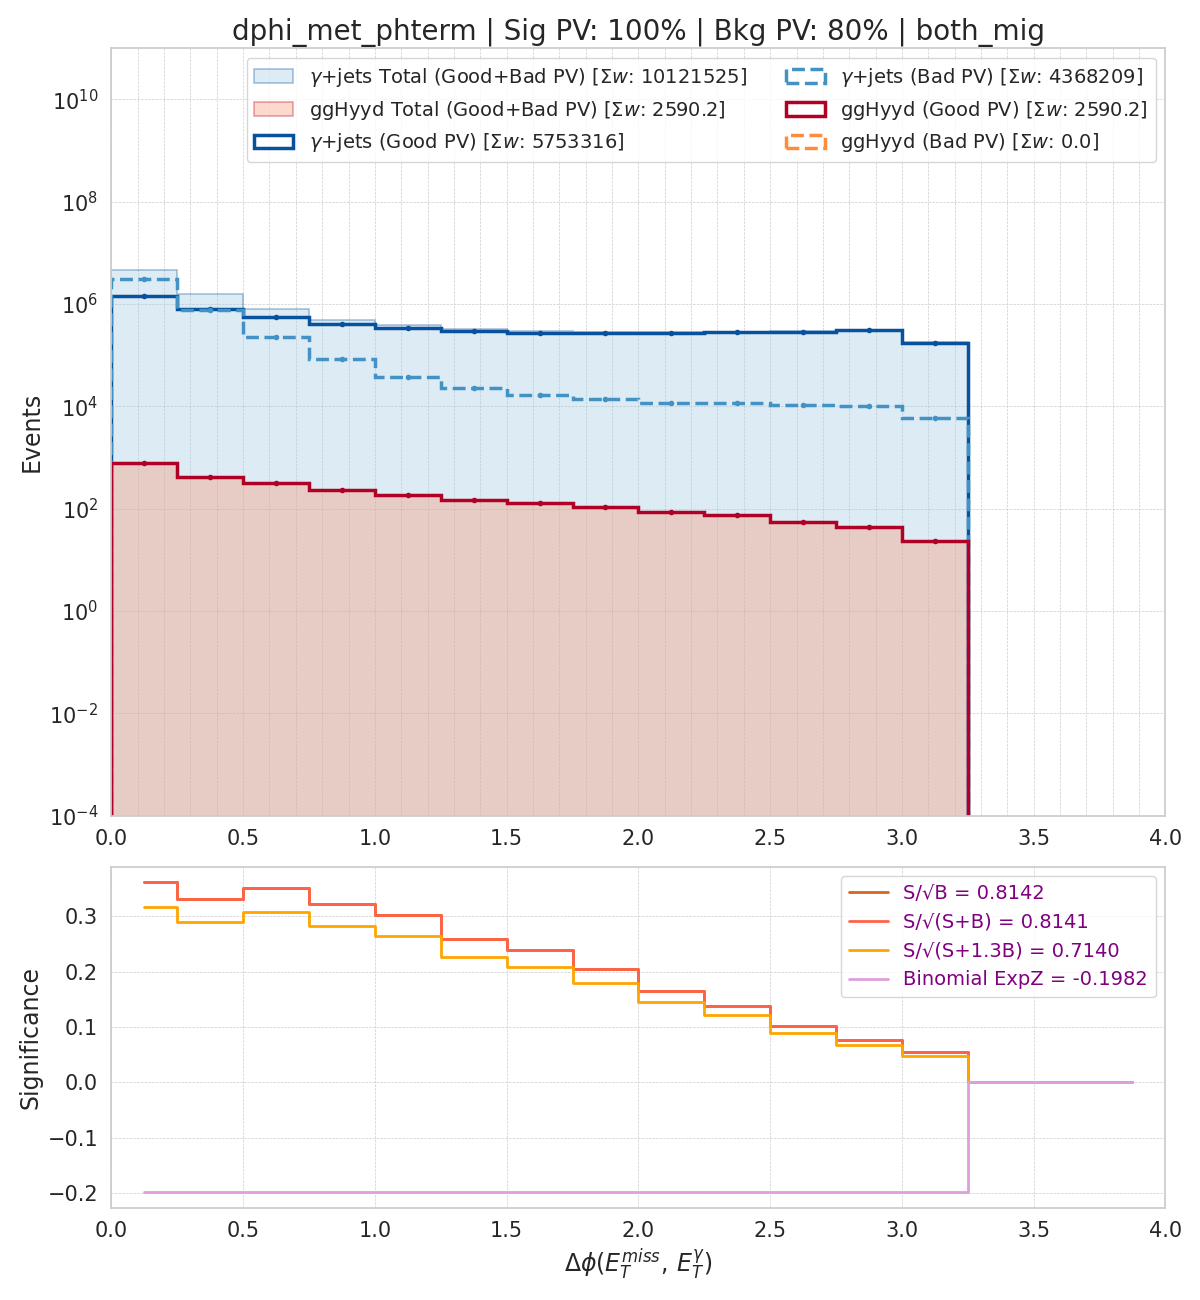 dphi_met_phterm | Sig PV: 100% | Bkg PV: 80% | both_mig
γ+jets Total (Good+Bad PV) [Σw: 10121525]
ggHyyd Total (Good+Bad PV) [Σw: 2590.2]
γ+jets (Good PV) [Σw: 5753316]
γ+jets (Bad PV) [Σw: 4368209]
ggHyyd (Good PV) [Σw: 2590.2]
ggHyyd (Bad PV) [Σw: 0.0]
Events
10^10
10^8
10^6
10^4
10^2
10^0
10^−2
10^−4
0.0 0.5 1.0 1.5 2.0 2.5 3.0 3.5 4.0
S/√B = 0.8142
S/√(S+B) = 0.8141
S/√(S+1.3B) = 0.7140
Binomial ExpZ = -0.1982
Significance
0.3
0.2
0.1
0.0
−0.1
−0.2
0.0 0.5 1.0 1.5 2.0 2.5 3.0 3.5 4.0
Δϕ(E_T^miss, E_T^γ)